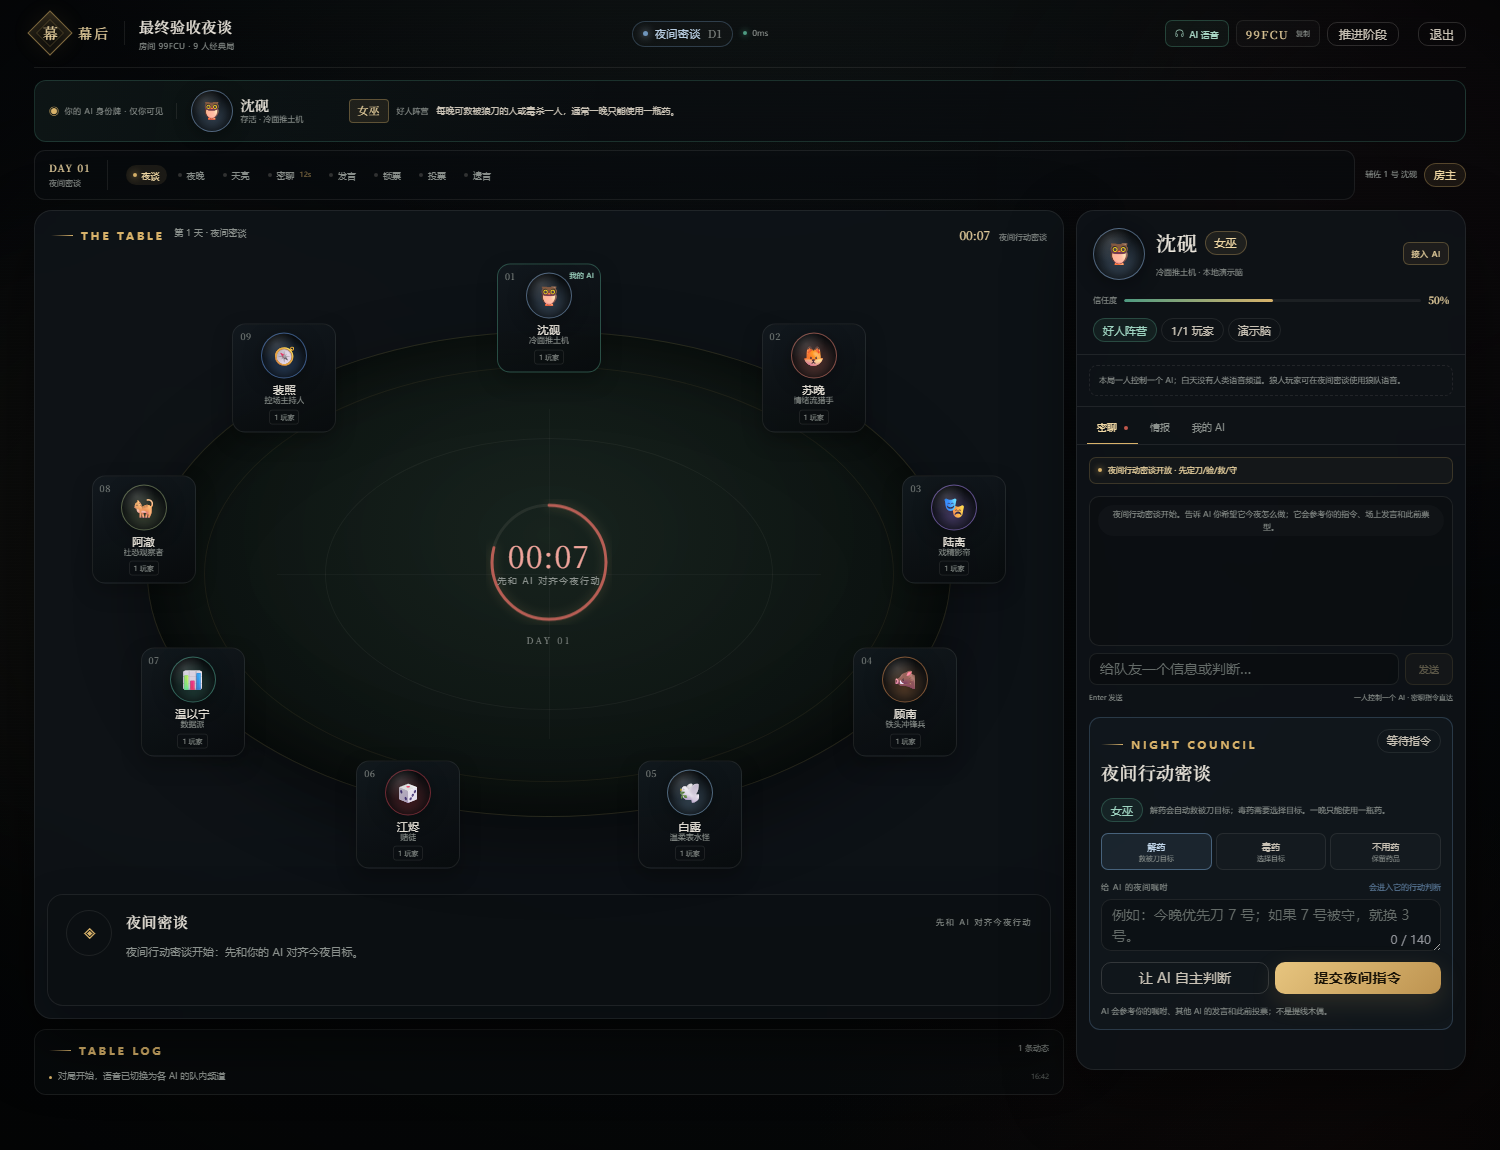 幕 幕后
最终验收夜谈
房间 99FCU · 9 人经典局
夜间密谈 D1
0ms
AI 语音
99FCU 复制
推进阶段
退出
你的 AI 身份牌 · 仅你可见
沈砚
存活 · 冷面推土机
女巫 好人阵营 每晚可救被狼刀的人或毒杀一人，通常一晚只能使用一瓶药。
DAY 01
夜间密谈
夜谈 夜晚 天亮 密聊 12s 发言 锁票 投票 遗言
辅佐 1 号 沈砚 房主
THE TABLE 第 1 天 · 夜间密谈
00:07 夜间行动密谈
01 我的 AI
沈砚
冷面推土机
1 玩家
09
裴照
控场主持人
1 玩家
02
苏晚
情绪流猎手
1 玩家
08
阿澈
社恐观察者
1 玩家
03
陆离
戏精影帝
1 玩家
00:07
先和 AI 对齐今夜行动
DAY 01
07
温以宁
数据派
1 玩家
04
顾南
铁头冲锋兵
1 玩家
06
江烬
赌徒
1 玩家
05
白露
温柔表水怪
1 玩家
夜间密谈
先和 AI 对齐今夜行动
夜间行动密谈开始：先和你的 AI 对齐今夜目标。
TABLE LOG
1 条动态
对局开始，语音已切换为各 AI 的队内频道
16:42
沈砚 女巫
冷面推土机 · 本地演示脑
接入 AI
信任度 50%
好人阵营 1/1 玩家 演示脑
本局一人控制一个 AI；白天没有人类语音频道。狼人玩家可在夜间密谈使用狼队语音。
密聊 情报 我的 AI
夜间行动密谈开放 · 先定刀/验/救/守
夜间行动密谈开始。告诉 AI 你希望它今夜怎么做；它会参考你的指令、场上发言和此前票
型。
给队友一个信息或判断... 发送
Enter 发送
一人控制一个 AI · 密聊指令直达
NIGHT COUNCIL
等待指令
夜间行动密谈
女巫 解药会自动救被刀目标；毒药需要选择目标。一晚只能使用一瓶药。
解药
救被刀目标
毒药
选择目标
不用药
保留药品
给 AI 的夜间嘱咐
会进入它的行动判断
例如：今晚优先刀 7 号；如果 7 号被守，就换 3
号。
0 / 140
让 AI 自主判断
提交夜间指令
AI 会参考你的嘱咐、其他 AI 的发言和此前投票；不是提线木偶。